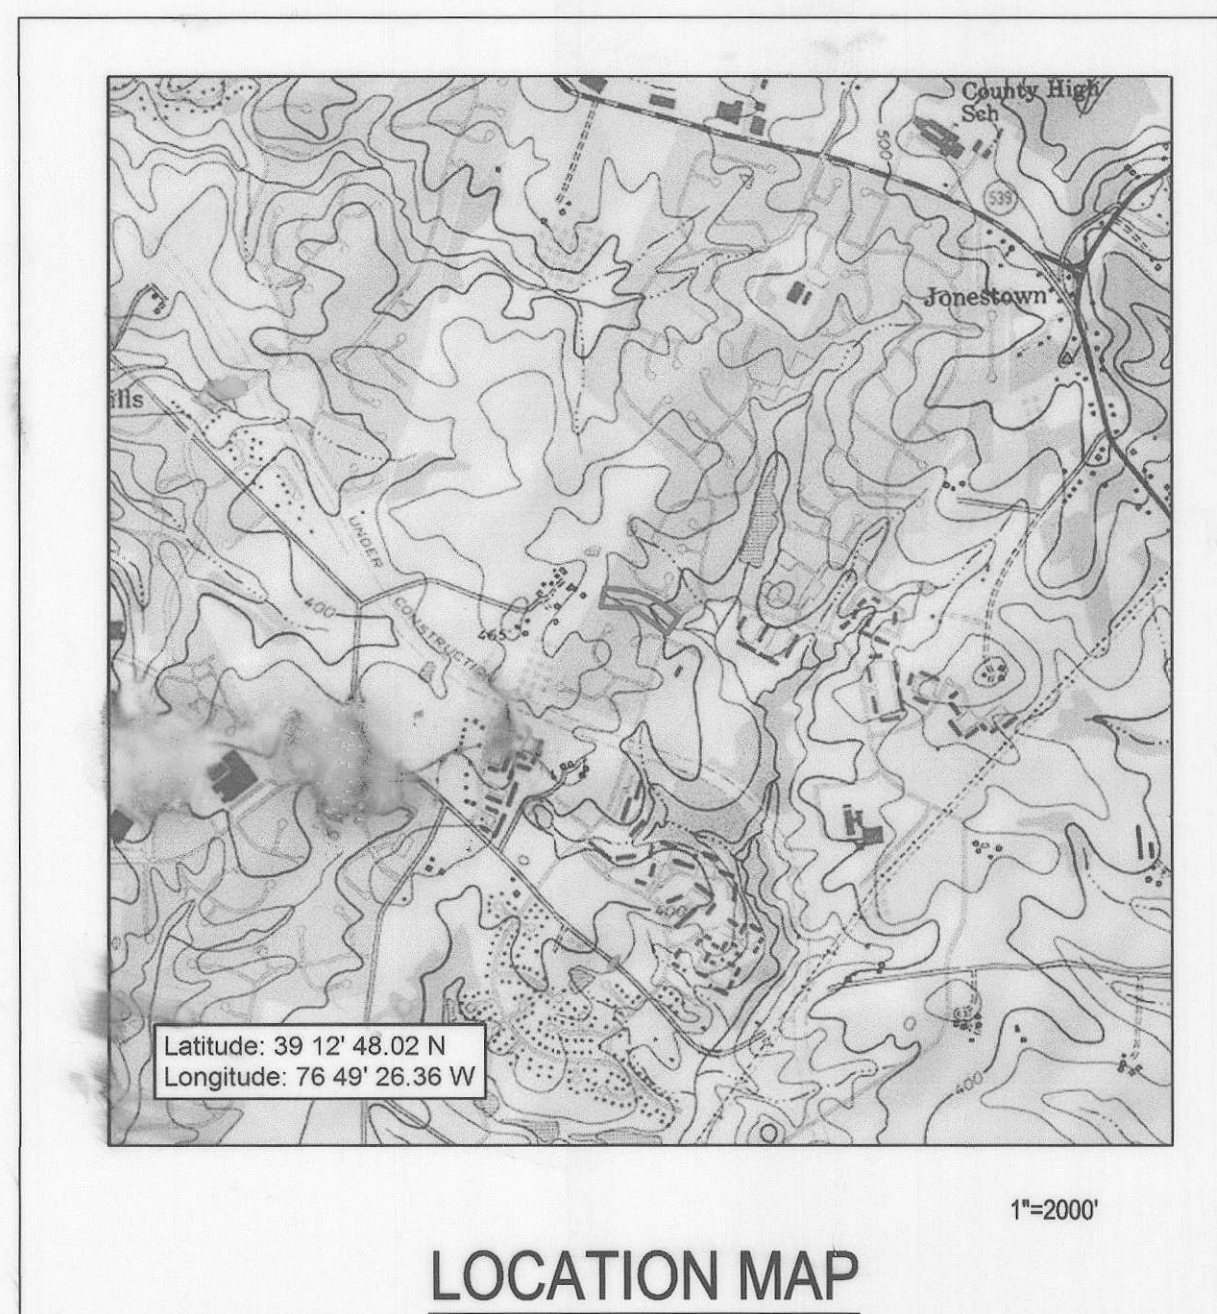 County High
Sch
500
539
Jonestown
ills
UNDER
400
CONSTRUCTION
465
400
Latitude: 39 12' 48.02 N
Longitude: 76 49' 26.36 W
400
1"=2000'
LOCATION MAP